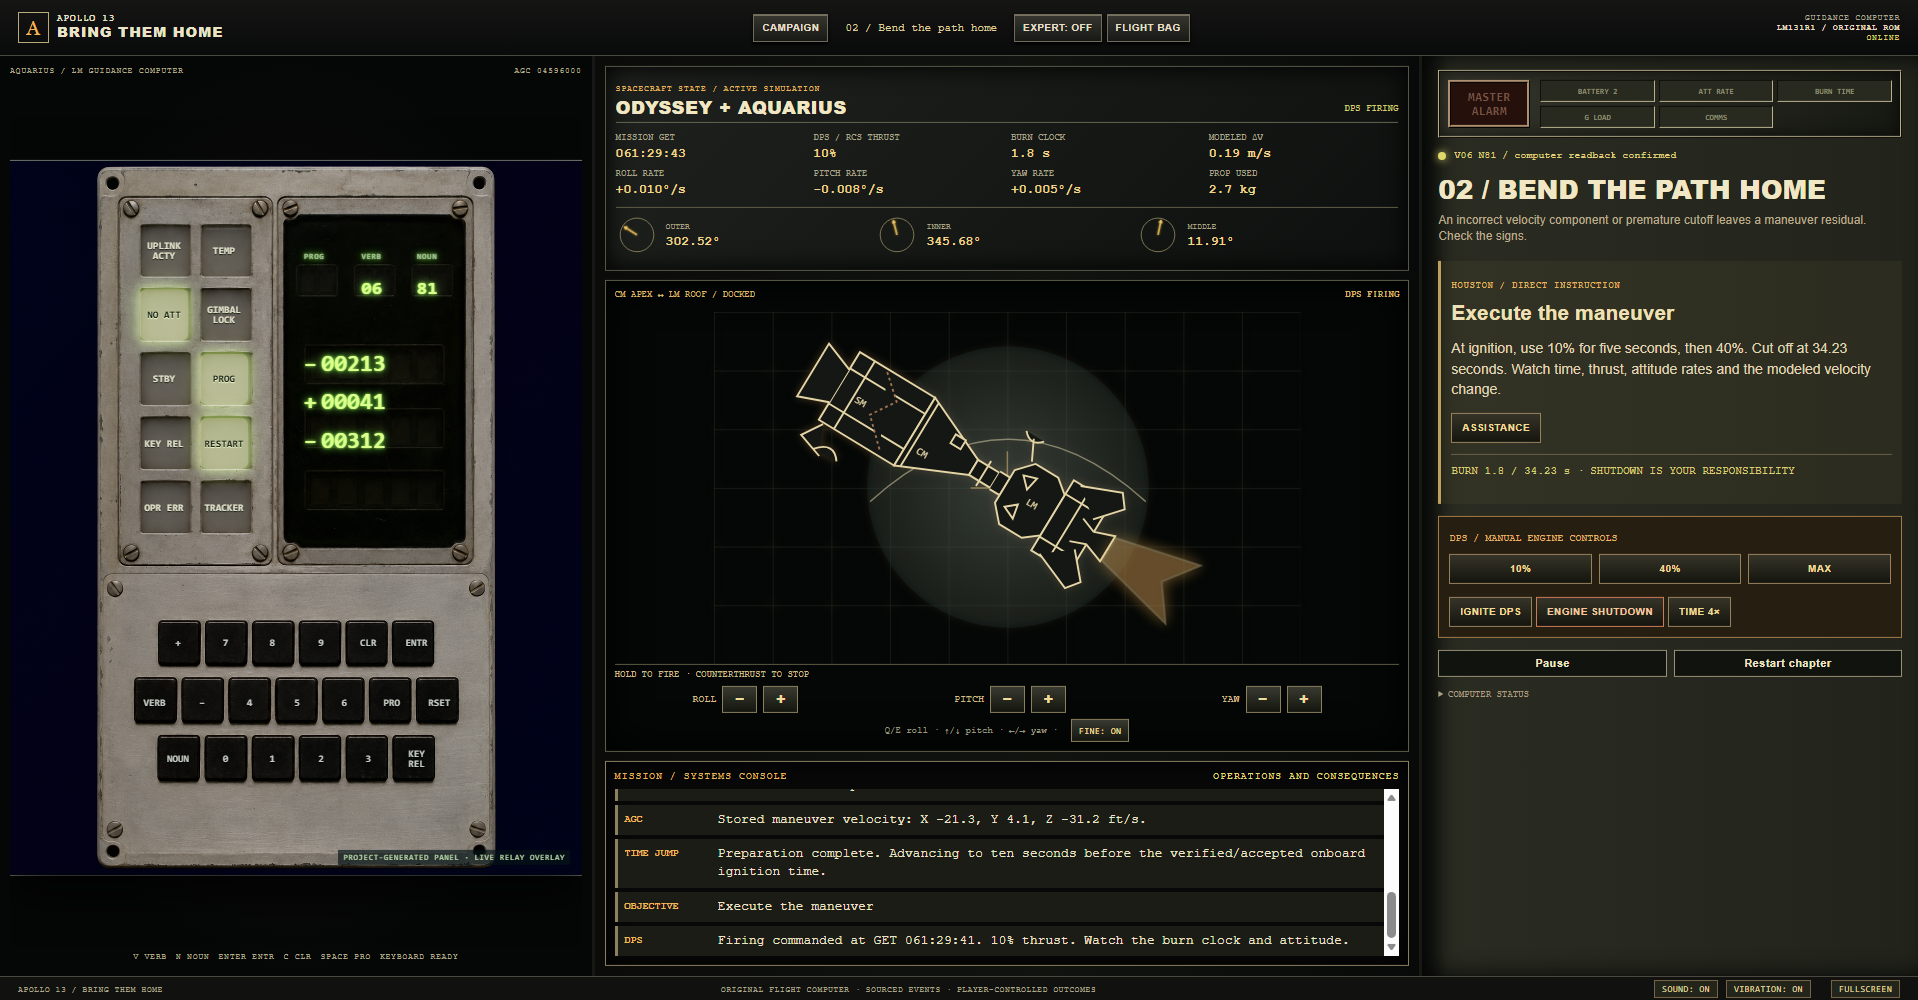 A
APOLLO 13
BRING THEM HOME
CAMPAIGN
02 / Bend the path home
EXPERT: OFF
FLIGHT BAG
GUIDANCE COMPUTER
LM131R1 / ORIGINAL ROM
ONLINE
AQUARIUS / LM GUIDANCE COMPUTER
AGC 04596000
UPLINK ACTY
TEMP
NO ATT
GIMBAL LOCK
STBY
PROG
KEY REL
RESTART
OPR ERR
TRACKER
PROG
VERB
NOUN
06
81
-00213
+00041
-00312
+
7
8
9
CLR
ENTR
VERB
-
4
5
6
PRO
RSET
NOUN
0
1
2
3
KEY REL
PROJECT-GENERATED PANEL · LIVE RELAY OVERLAY
V VERB N NOUN ENTER ENTR C CLR SPACE PRO KEYBOARD READY
SPACECRAFT STATE / ACTIVE SIMULATION
ODYSSEY + AQUARIUS
DPS FIRING
MISSION GET
DPS / RCS THRUST
BURN CLOCK
MODELED ΔV
061:29:43
10%
1.8 s
0.19 m/s
ROLL RATE
PITCH RATE
YAW RATE
PROP USED
+0.010°/s
-0.008°/s
+0.005°/s
2.7 kg
OUTER
302.52°
INNER
345.68°
MIDDLE
11.91°
CM APEX ↔ LM ROOF / DOCKED
DPS FIRING
SM
CM
LM
HOLD TO FIRE · COUNTERTHRUST TO STOP
ROLL
−
+
PITCH
−
+
YAW
−
+
Q/E roll · ↑/↓ pitch · ←/→ yaw ·
FINE: ON
MISSION / SYSTEMS CONSOLE
OPERATIONS AND CONSEQUENCES
AGC
Stored maneuver velocity: X -21.3, Y 4.1, Z -31.2 ft/s.
TIME JUMP
Preparation complete. Advancing to ten seconds before the verified/accepted onboard
ignition time.
OBJECTIVE
Execute the maneuver
DPS
Firing commanded at GET 061:29:41. 10% thrust. Watch the burn clock and attitude.
MASTER
ALARM
BATTERY 2
ATT RATE
BURN TIME
G LOAD
COMMS
V06 N81 / computer readback confirmed
02 / BEND THE PATH HOME
An incorrect velocity component or premature cutoff leaves a maneuver residual.
Check the signs.
HOUSTON / DIRECT INSTRUCTION
Execute the maneuver
At ignition, use 10% for five seconds, then 40%. Cut off at 34.23
seconds. Watch time, thrust, attitude rates and the modeled velocity
change.
ASSISTANCE
BURN 1.8 / 34.23 s · SHUTDOWN IS YOUR RESPONSIBILITY
DPS / MANUAL ENGINE CONTROLS
10%
40%
MAX
IGNITE DPS
ENGINE SHUTDOWN
TIME 4×
Pause
Restart chapter
COMPUTER STATUS
APOLLO 13 / BRING THEM HOME
ORIGINAL FLIGHT COMPUTER · SOURCED EVENTS · PLAYER-CONTROLLED OUTCOMES
SOUND: ON
VIBRATION: ON
FULLSCREEN